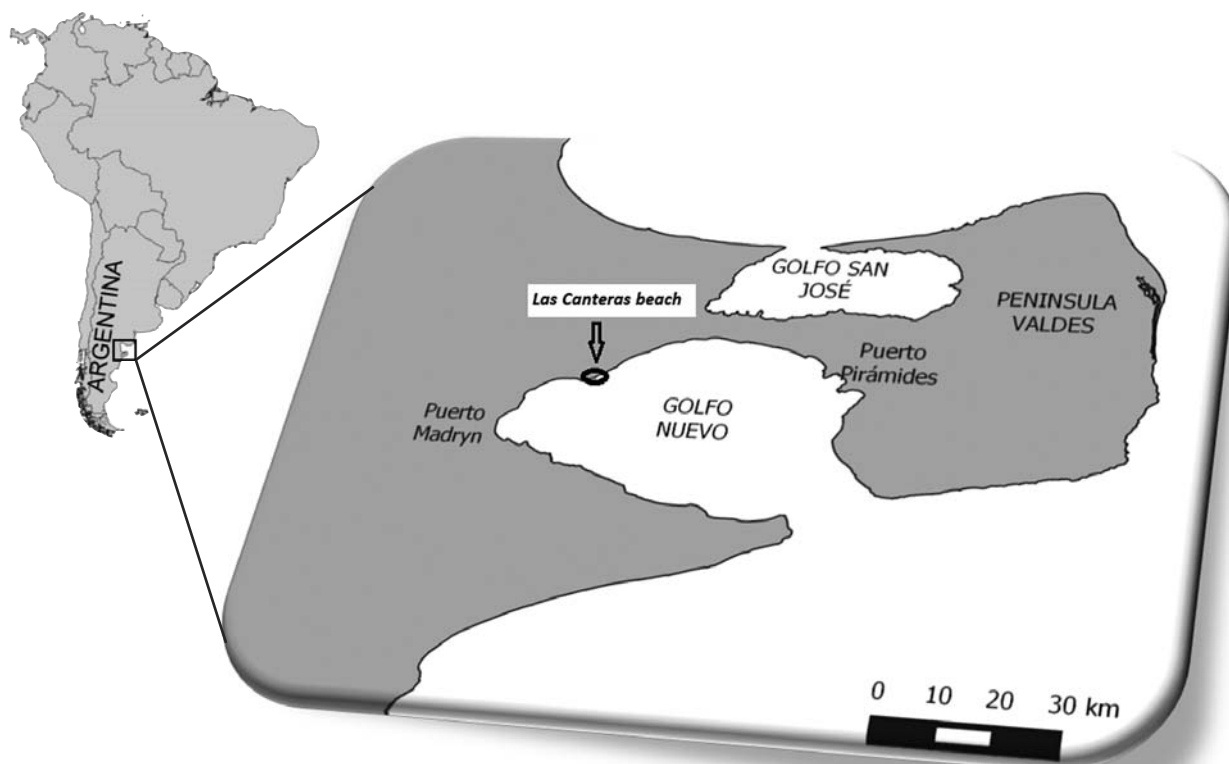 ARGENTINA
GOLFO SAN
JOSÉ
Las Canteras beach
PENINSULA
VALDES
Puerto
Pirámides
Puerto
Madryn
GOLFO
NUEVO
0 10 20 30 km